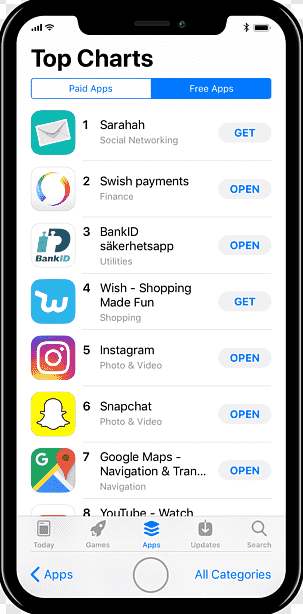 Top Charts
Paid Apps Free Apps
1 Sarahah
Social Networking
GET
2 Swish payments
Finance
OPEN
3 BankID
säkerhetsapp
Utilities
OPEN
BankID
4 Wish - Shopping
Made Fun
Shopping
GET
5 Instagram
Photo & Video
OPEN
6 Snapchat
Photo & Video
OPEN
G
7 Google Maps -
Navigation & Tran...
Navigation
OPEN
8 YouTube - Watch
Today Games Apps Updates Search
Apps All Categories